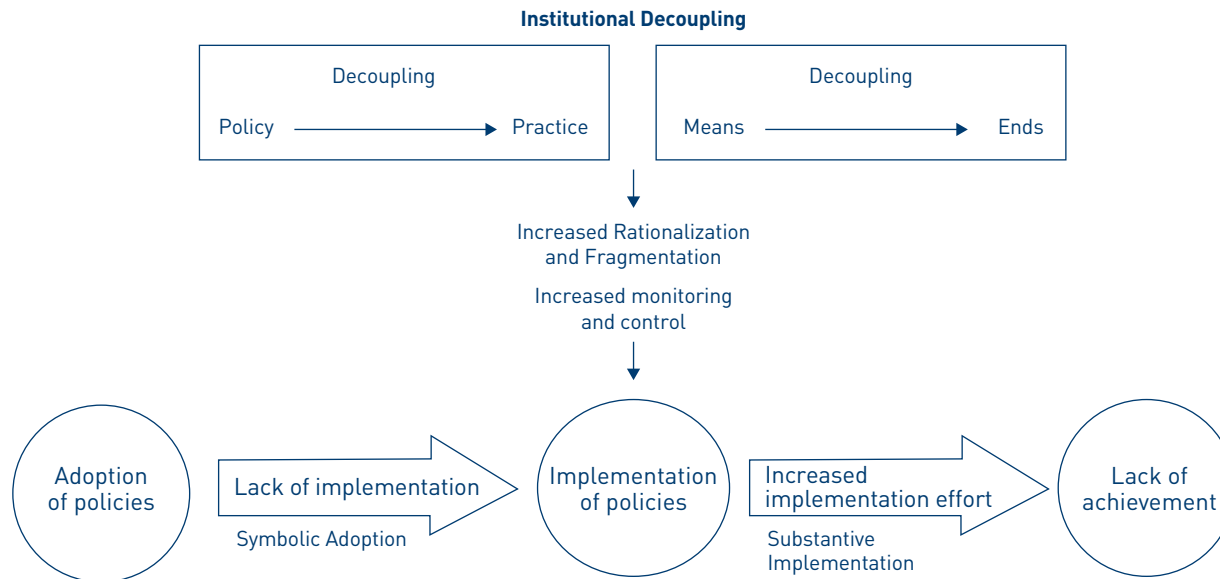 Institutional Decoupling
Decoupling
Policy
Practice
Decoupling
Means
Ends
Increased Rationalization
and Fragmentation
Increased monitoring
and control
Adoption
of policies
Lack of implementation
Symbolic Adoption
Implementation
of policies
Increased
implementation effort
Substantive
Implementation
Lack of
achievement